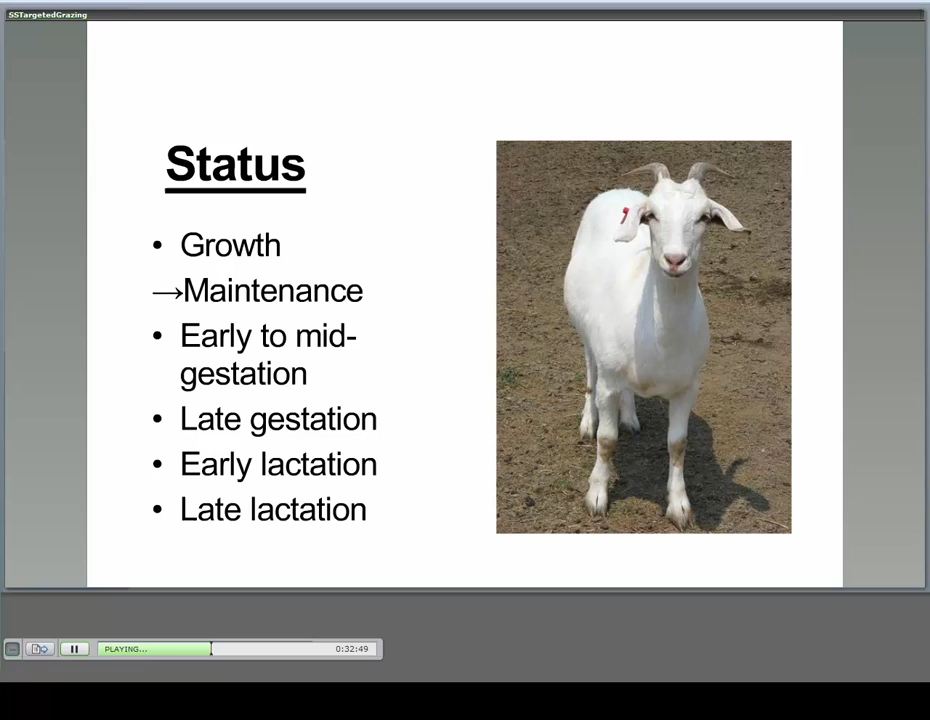 SSTargetedGrazing
Status
• Growth
→Maintenance
• Early to mid-
gestation
• Late gestation
• Early lactation
• Late lactation
PLAYING...
0:32:49